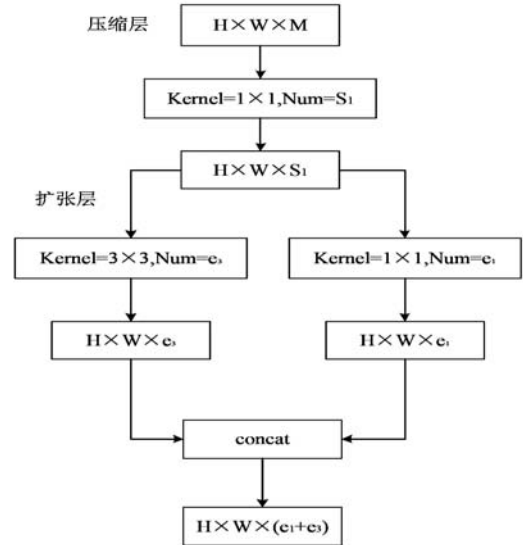 压缩层
H×W×M
Kernel=1×1,Num=S₁
H×W×S₁
扩张层
Kernel=3×3,Num=e₃
Kernel=1×1,Num=e₁
H×W×e₃
H×W×e₁
concat
H×W×(e₁+e₃)